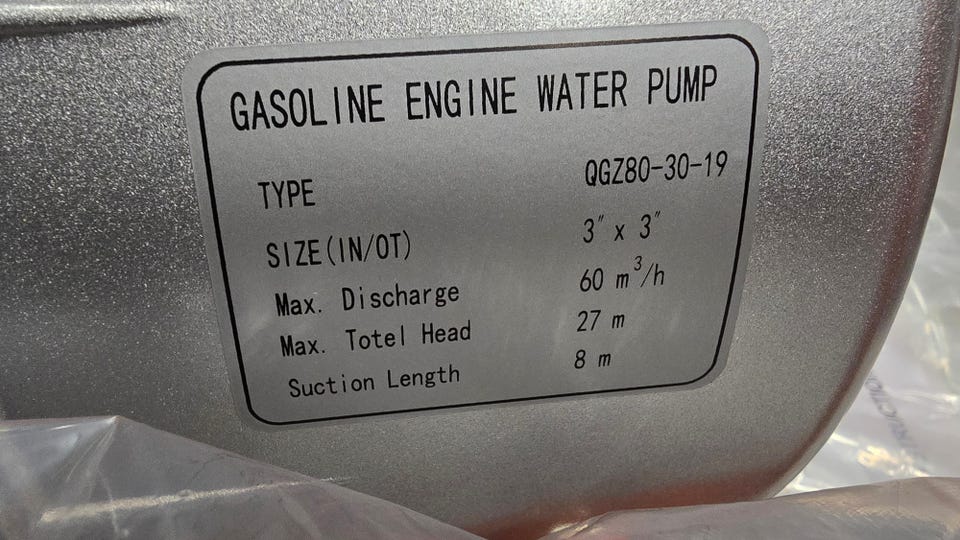 GASOLINE ENGINE WATER PUMP
TYPE QGZ80-30-19
SIZE(IN/OT) 3" x 3"
Max. Discharge 60 m³/h
Max. Totel Head 27 m
Suction Length 8 m